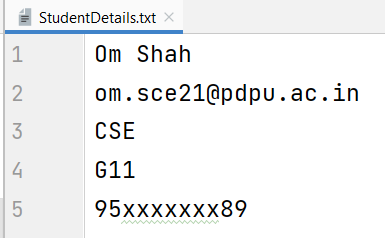 StudentDetails.txt
1 Om Shah
2 om.sce21@pdpu.ac.in
3 CSE
4 G11
5 95xxxxxxx89